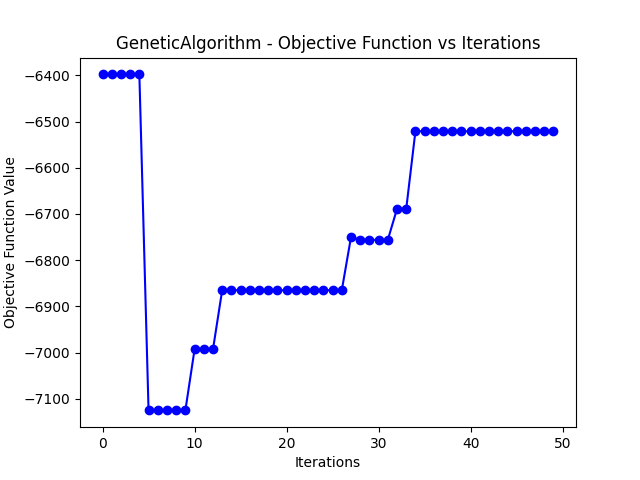 GeneticAlgorithm - Objective Function vs Iterations
Objective Function Value
−6400
−6500
−6600
−6700
−6800
−6900
−7000
−7100
0 10 20 30 40 50
Iterations